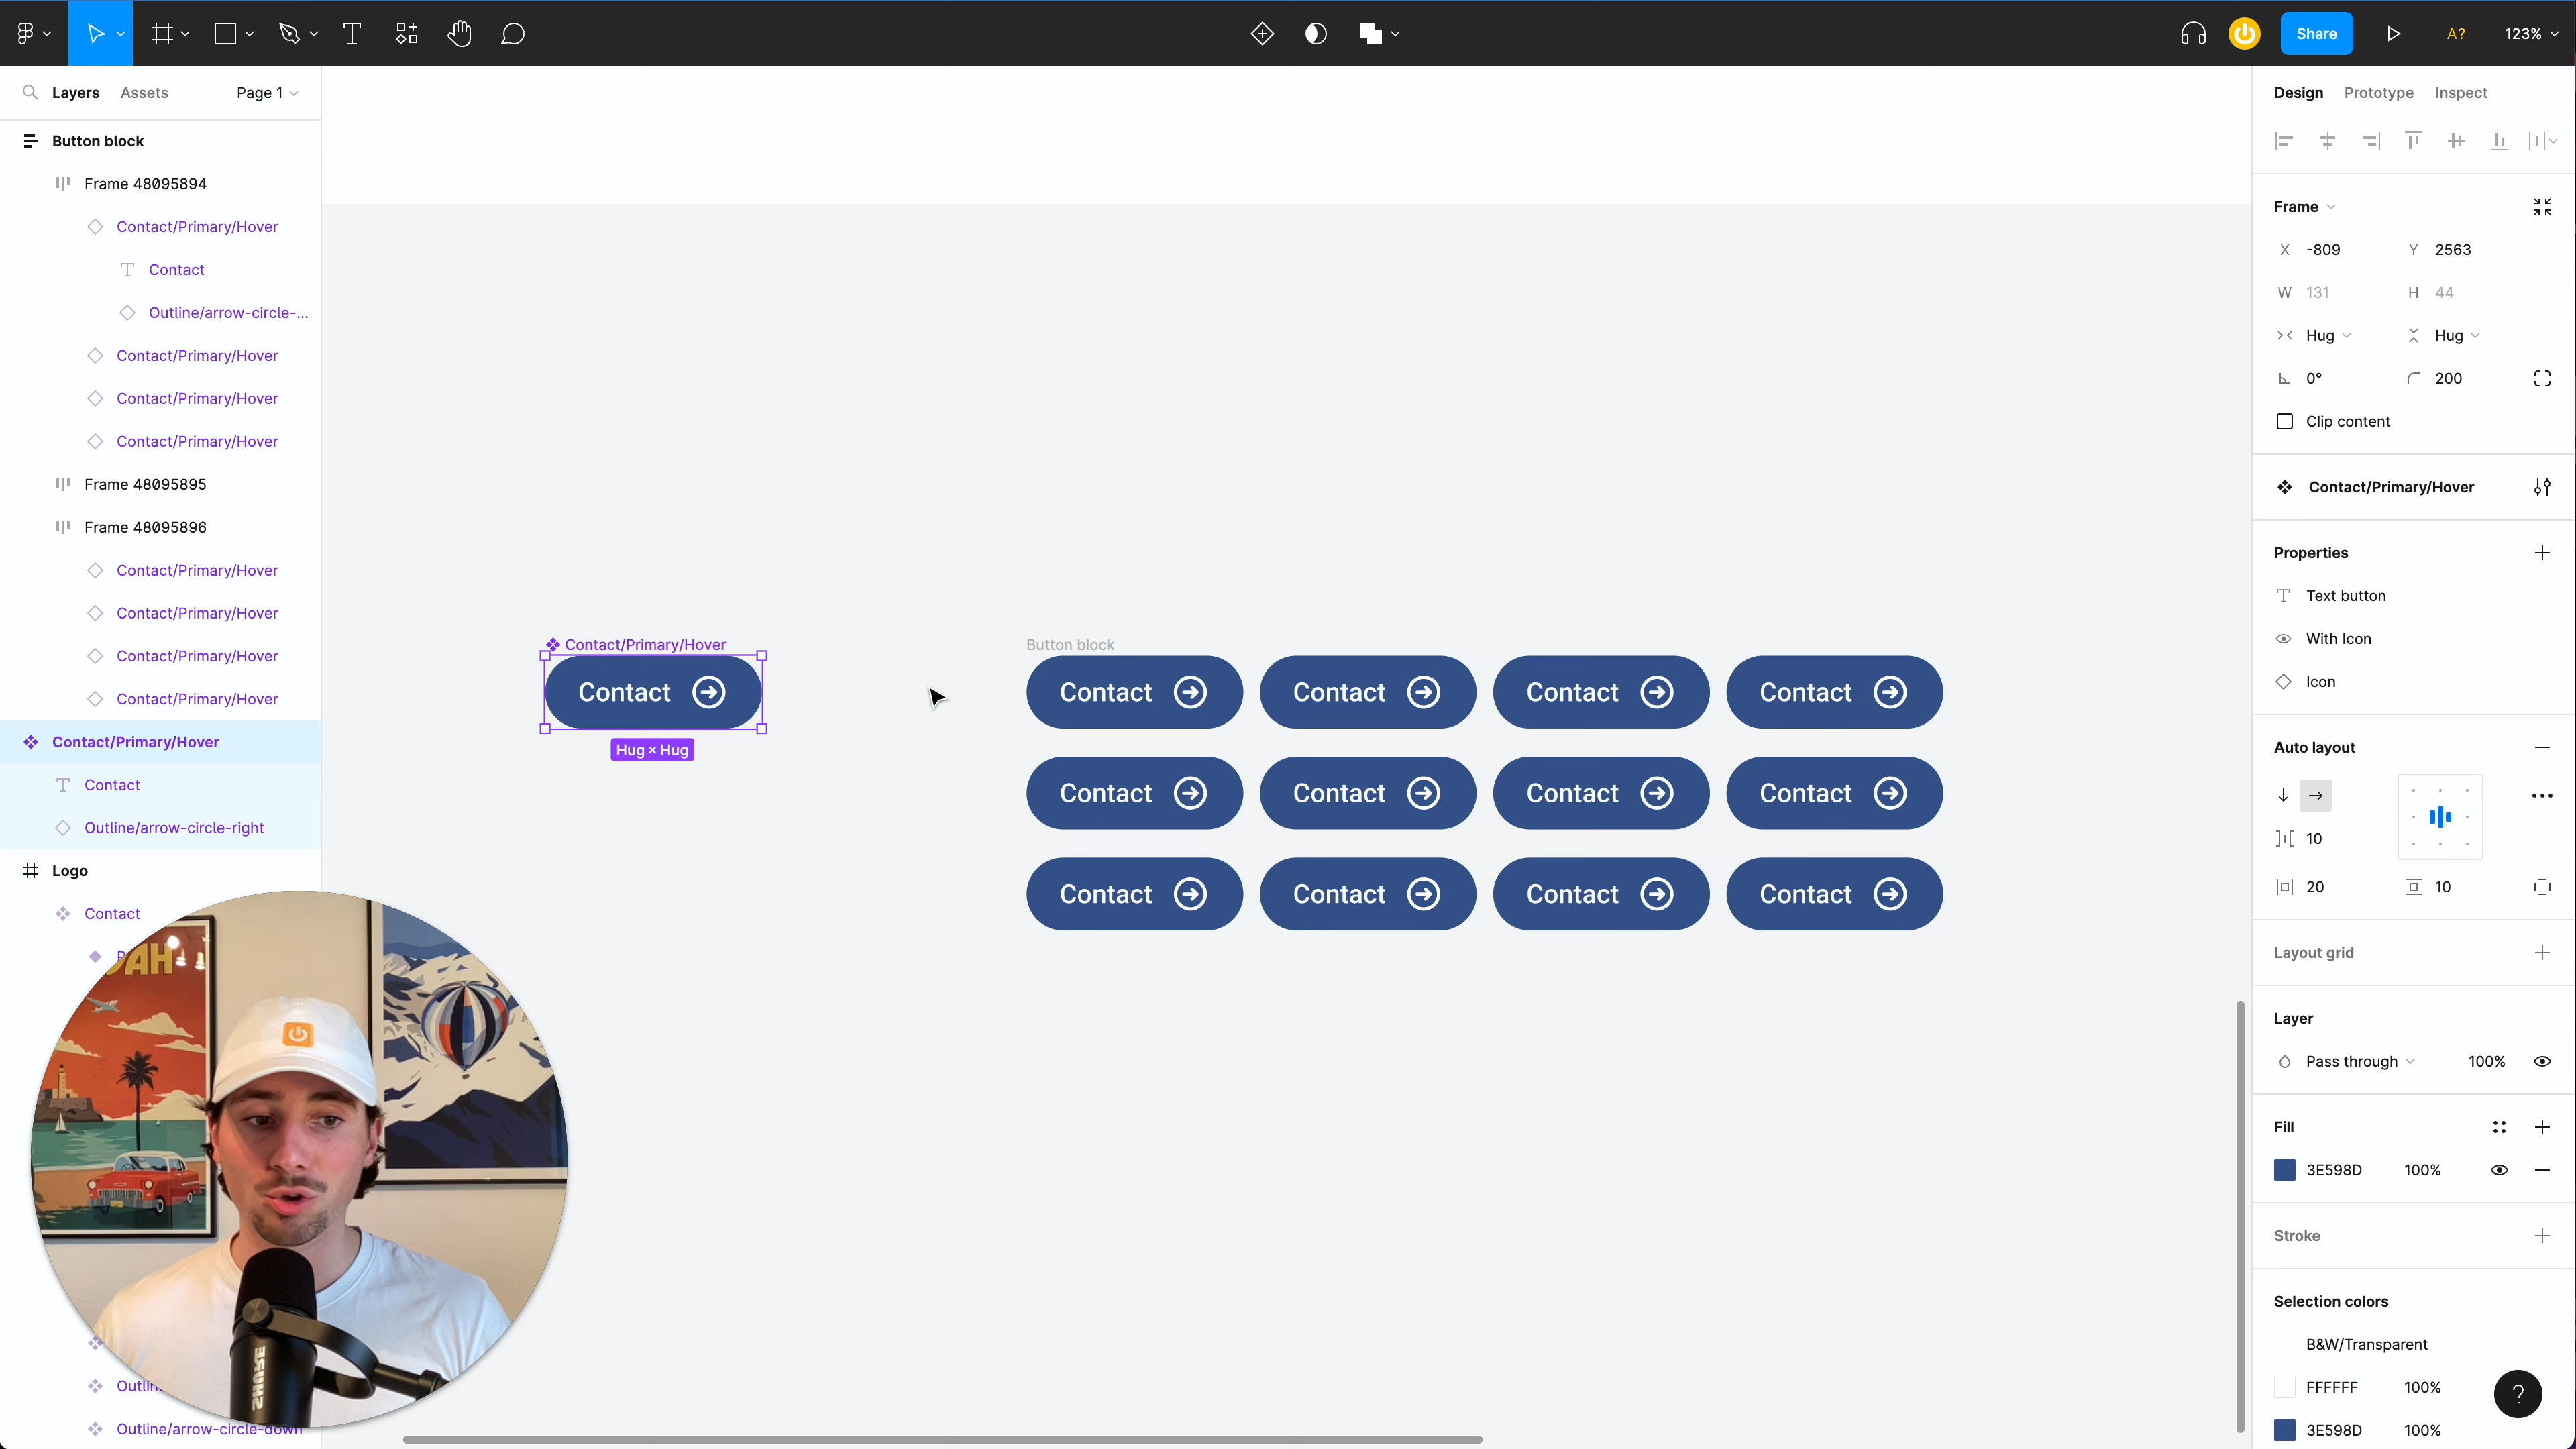 Share
A?
123%
Layers
Assets
Page 1
Design
Prototype
Inspect
Button block
Frame 48095894
Contact/Primary/Hover
Contact
Outline/arrow-circle-...
Contact/Primary/Hover
Contact/Primary/Hover
Contact/Primary/Hover
Frame 48095895
Frame 48095896
Contact/Primary/Hover
Contact/Primary/Hover
Contact/Primary/Hover
Contact/Primary/Hover
Contact/Primary/Hover
Contact
Outline/arrow-circle-right
Logo
Contact
Outline/arrow-circle-down
Contact/Primary/Hover
Contact
Hug × Hug
Button block
Contact Contact Contact Contact
Contact Contact Contact Contact
Contact Contact Contact Contact
SHURE
Frame
X -809 Y 2563
W 131 H 44
Hug Hug
0° 200
Clip content
Contact/Primary/Hover
Properties
Text button
With Icon
Icon
Auto layout
10
20 10
Layout grid
Layer
Pass through 100%
Fill
3E598D 100%
Stroke
Selection colors
B&W/Transparent
FFFFFF 100%
3E598D 100%
?